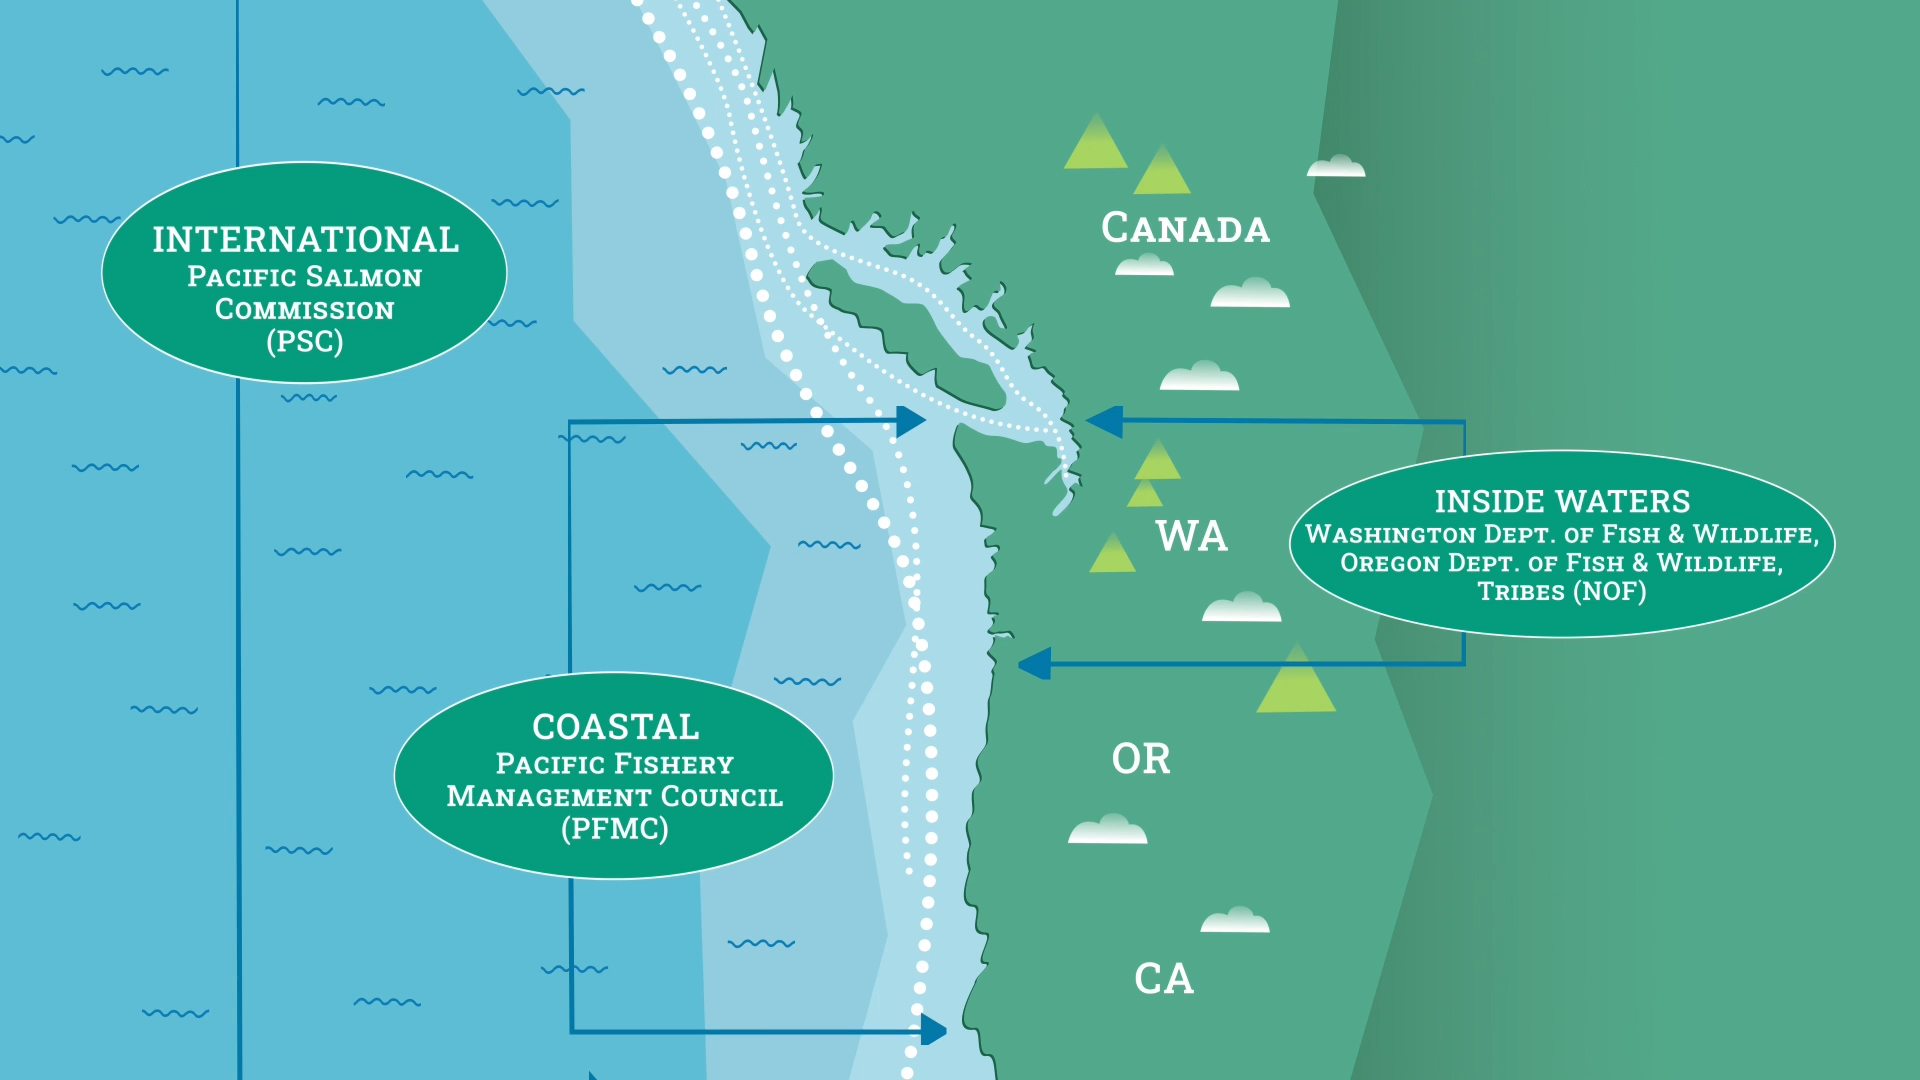 INTERNATIONAL
Pacific Salmon
Commission
(PSC)
Canada
INSIDE WATERS
Washington Dept. of Fish & Wildlife,
Oregon Dept. of Fish & Wildlife,
Tribes (NOF)
WA
COASTAL
Pacific Fishery
Management Council
(PFMC)
OR
CA